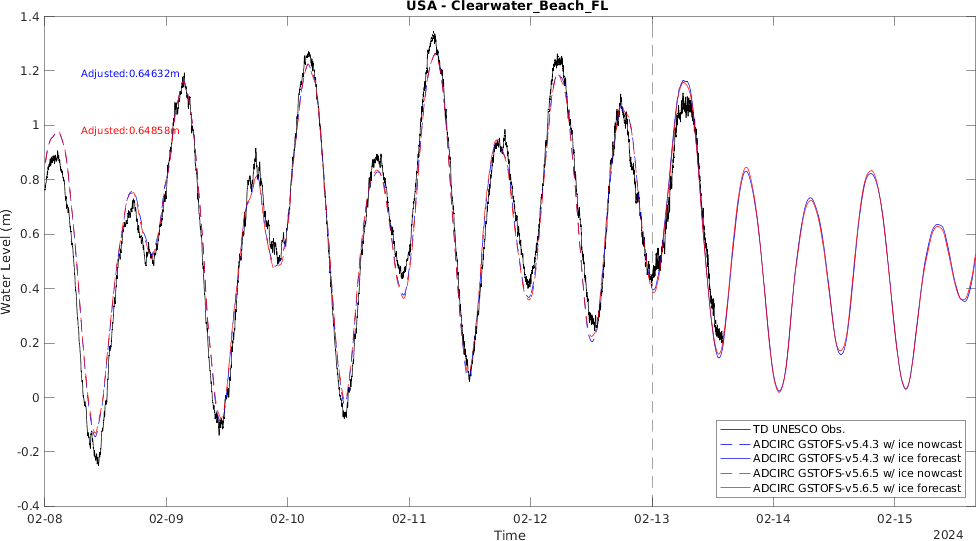 USA - Clearwater_Beach_FL
1.4
1.2
1
0.8
0.6
0.4
0.2
0
-0.2
-0.4
Water Level (m)
Adjusted:0.64632m
Adjusted:0.64858m
TD UNESCO Obs.
ADCIRC GSTOFS-v5.4.3 w/ ice nowcast
ADCIRC GSTOFS-v5.4.3 w/ ice forecast
ADCIRC GSTOFS-v5.6.5 w/ ice nowcast
ADCIRC GSTOFS-v5.6.5 w/ ice forecast
02-08 02-09 02-10 02-11 02-12 02-13 02-14 02-15
Time
2024